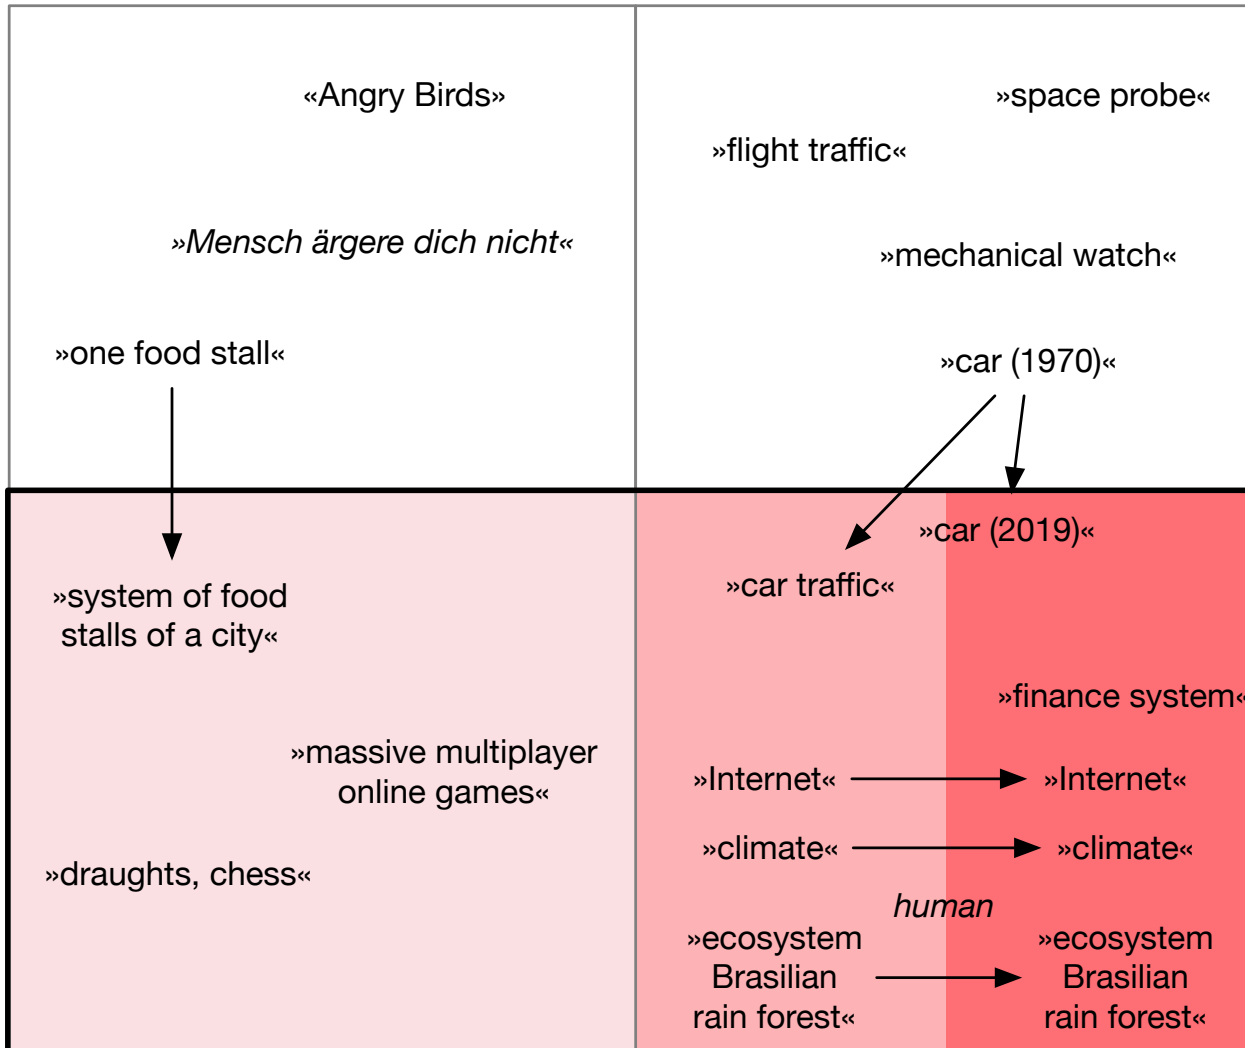 «Angry Birds»
»space probe«
»flight traffic«
»Mensch ärgere dich nicht«
»mechanical watch«
»one food stall«
»car (1970)«
»car (2019)«
»car traffic«
»system of food
stalls of a city«
»finance system«
»massive multiplayer
online games«
»Internet«
»Internet«
»climate«
»climate«
»draughts, chess«
human
»ecosystem
Brasilian
rain forest«
»ecosystem
Brasilian
rain forest«